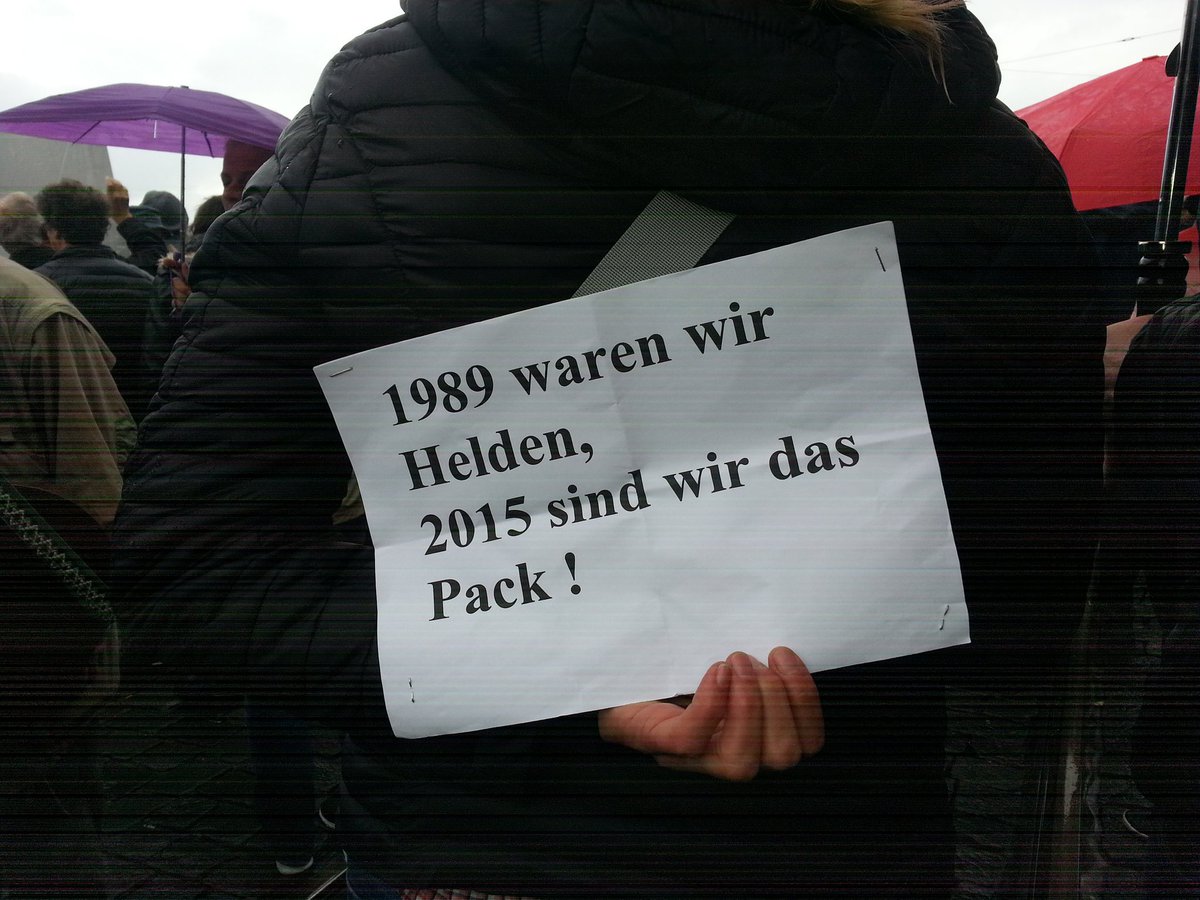 1989 waren wir
Helden,
2015 sind wir das
Pack !